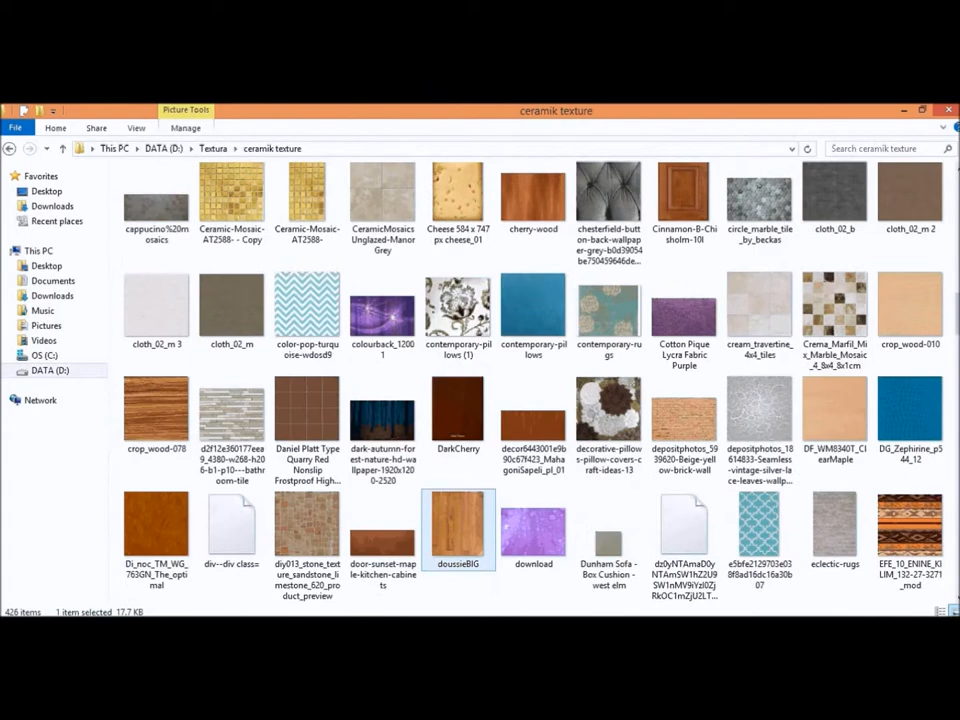 Picture Tools
ceramik texture
File
Home
Share
View
Manage
This PC
DATA (D:)
Textura
ceramik texture
Search ceramik texture
Favorites
Desktop
Downloads
Recent places
This PC
Desktop
Documents
Downloads
Music
Pictures
Videos
OS (C:)
DATA (D:)
Network
cappucino%20m
osaics
Ceramic-Mosaic-
AT2588- - Copy
Ceramic-Mosaic-
AT2588-
CeramicMosaics
Unglazed-Manor
Grey
Cheese 584 x 747
px cheese_01
cherry-wood
chesterfield-butt
on-back-wallpap
er-grey-b0d39054
be750459646de...
Cinnamon-B-Chi
sholm-10I
circle_marble_tile
_by_beckas
cloth_02_b
cloth_02_m 2
cloth_02_m 3
cloth_02_m
color-pop-turqu
oise-wdosd9
colourback_1200
1
contemporary-pi
llows (1)
contemporary-pi
llows
contemporary-ru
gs
Cotton Pique
Lycra Fabric
Purple
cream_travertine_
4x4_tiles
Crema_Marfil_Mi
x_Marble_Mosaic
_4_8x4_8x1cm
crop_wood-010
crop_wood-078
d2f12e360177eea
9_4380-w268-h20
6-b1-p10---bathr
oom-tile
Daniel Platt Type
Quarry Red
Nonslip
Frostproof High...
dark-autumn-for
est-nature-hd-wa
llpaper-1920x120
0-2520
DarkCherry
decor6443001e9b
90c67f423_Maha
goniSapeli_pl_01
decorative-pillow
s-pillow-covers-c
raft-ideas-13
depositphotos_59
39620-Beige-yell
ow-brick-wall
depositphotos_18
614833-Seamless
-vintage-silver-la
ce-leaves-wallp...
DF_WM8340T_Cl
earMaple
DG_Zephirine_p5
44_12
Di_noc_TM_WG_
763GN_The_opti
mal
div--div class=
diy013_stone_text
ure_sandstone_li
mestone_620_pro
duct_preview
door-sunset-map
le-kitchen-cabine
ts
doussieBIG
download
Dunham Sofa -
Box Cushion -
west elm
e5bfe2129703e03
8f8ad16dc16a30b
07
eclectic-rugs
EFE_10_ENINE_KI
LIM_132-27-3271
_mod
426 items
1 item selected
17.7 KB